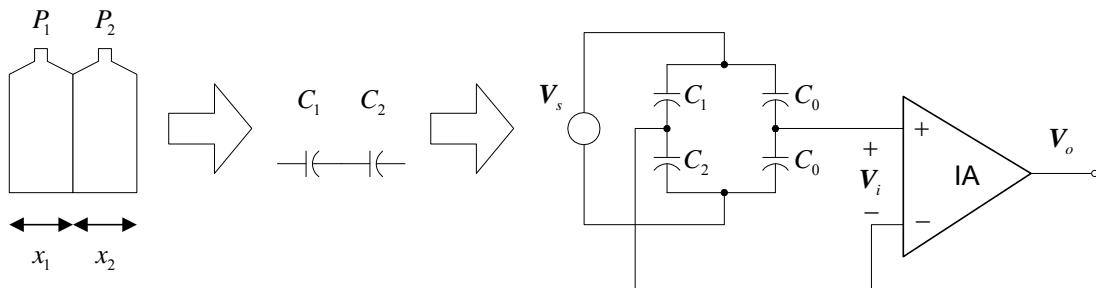 P₁ P₂
x₁ x₂
C₁ C₂
Vₛ
C₁ C₀
C₂ C₀
+
Vᵢ
−
+
−
IA
Vₒ